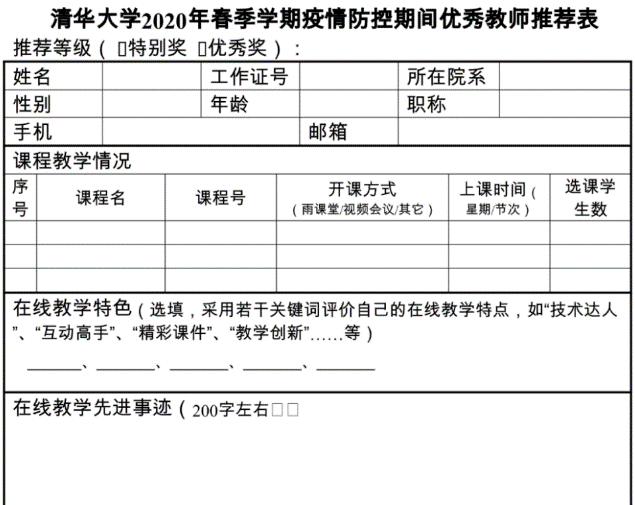 清华大学2020年春季学期疫情防控期间优秀教师推荐表
推荐等级（ □特别奖 □优秀奖）：
姓名 工作证号 所在院系
性别 年龄 职称
手机 邮箱
课程教学情况
序号 课程名 课程号 开课方式（雨课堂/视频会议/其它） 上课时间（星期/节次） 选课学生数
在线教学特色（选填，采用若干关键词评价自己的在线教学特点，如“技术达人
”、“互动高手”、“精彩课件”、“教学创新”……等）
______、______、______、______、______
在线教学先进事迹（200字左右□□